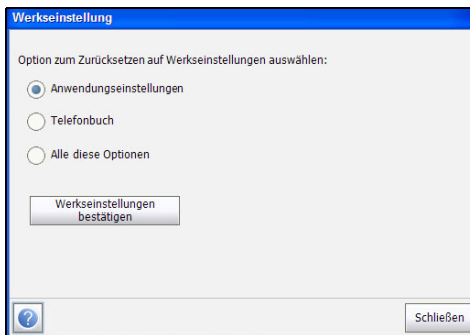 Werkseinstellung
Option zum Zurücksetzen auf Werkseinstellungen auswählen:
Anwendungseinstellungen
Telefonbuch
Alle diese Optionen
Werkseinstellungen
bestätigen
?
Schließen